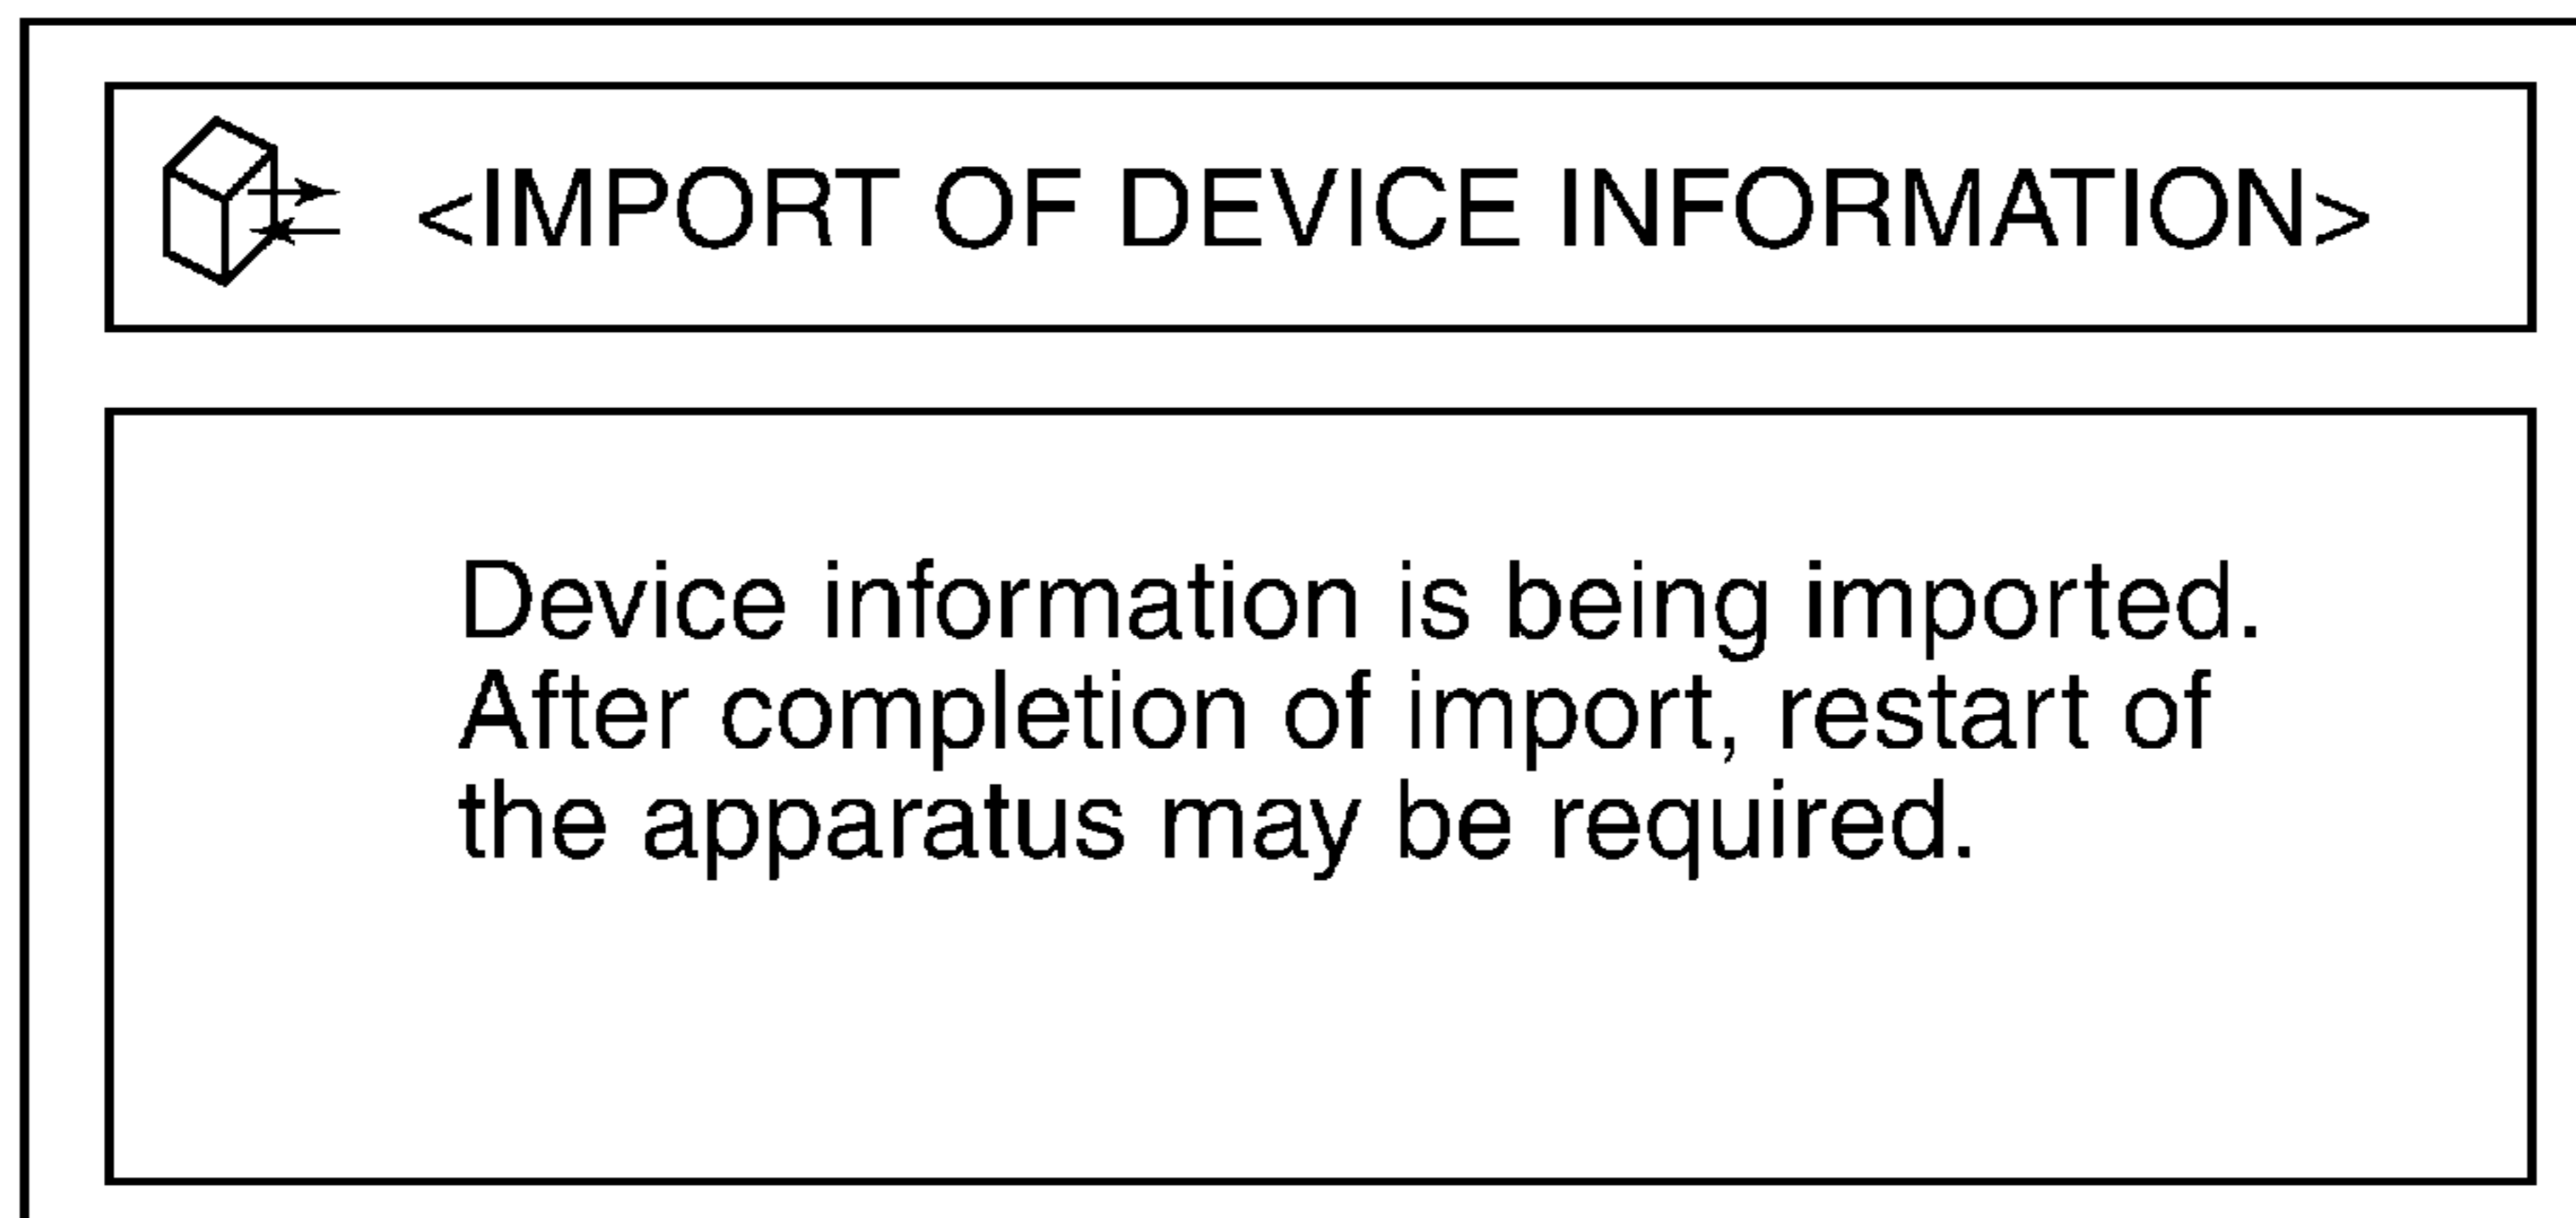 <IMPORT OF DEVICE INFORMATION>
Device information is being imported.
After completion of import, restart of
the apparatus may be required.